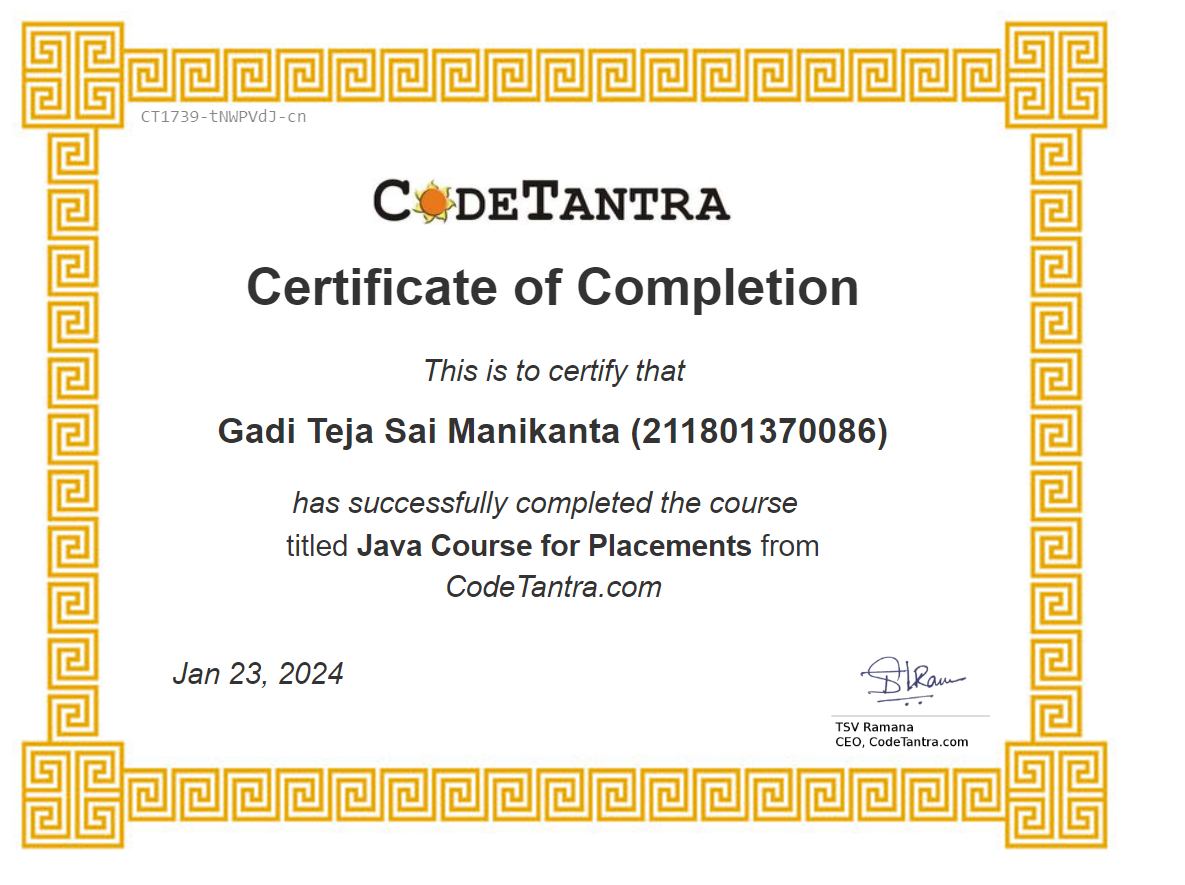 CT1739-tNWPVdJ-cn
CODETANTRA
Certificate of Completion
This is to certify that
Gadi Teja Sai Manikanta (211801370086)
has successfully completed the course
titled Java Course for Placements from
CodeTantra.com
Jan 23, 2024
TSV Ramana
CEO, CodeTantra.com